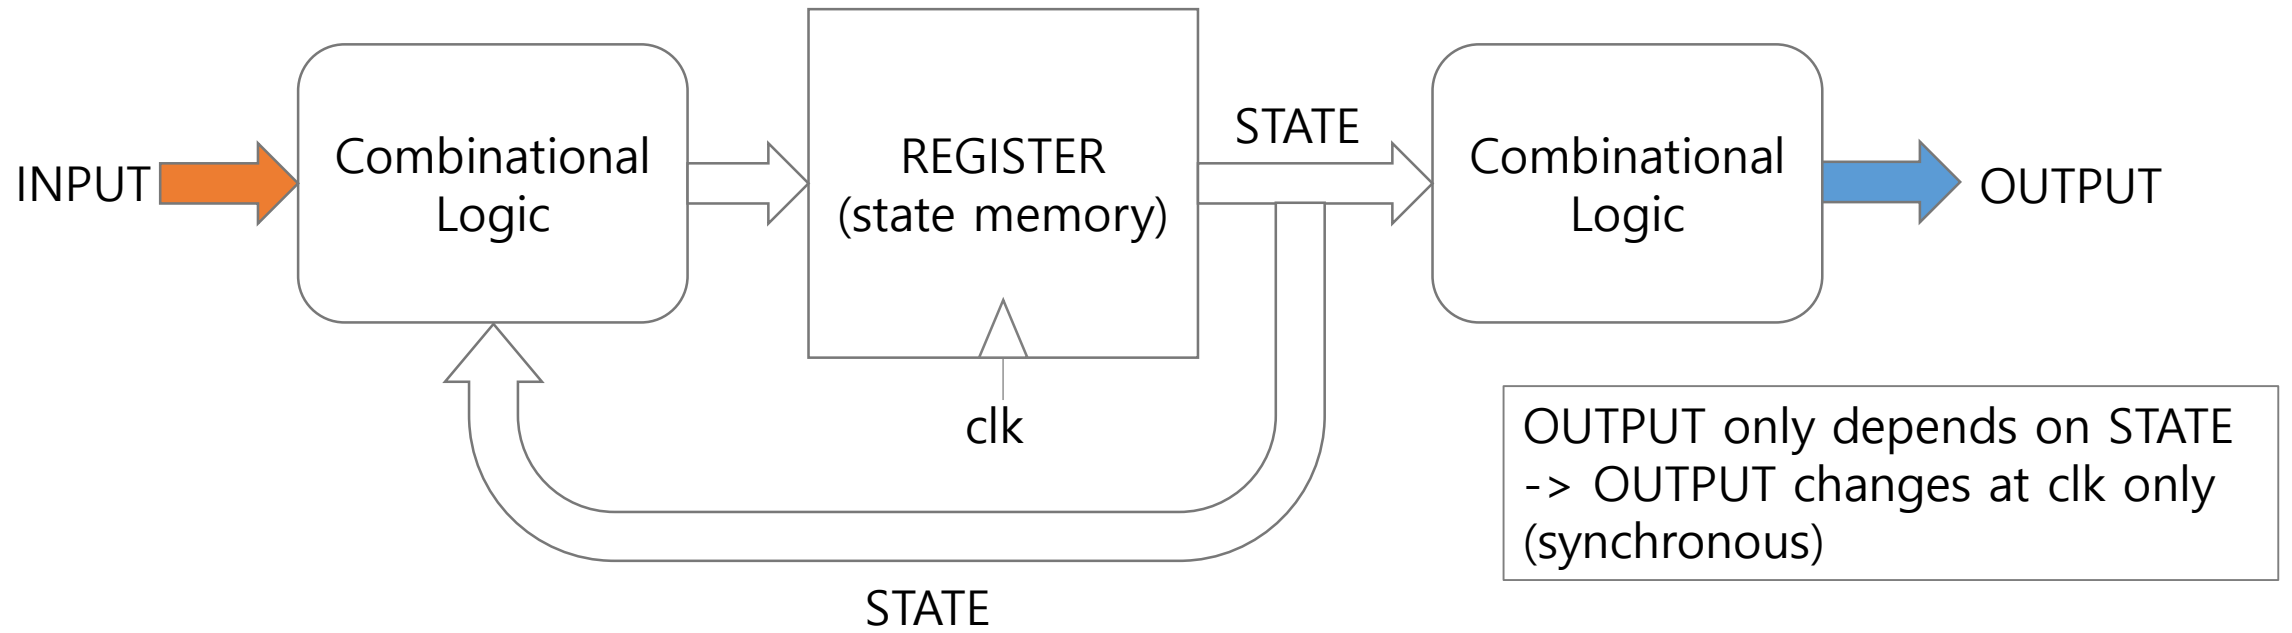 INPUT
Combinational
Logic
REGISTER
(state memory)
clk
STATE
Combinational
Logic
OUTPUT
STATE
OUTPUT only depends on STATE
-> OUTPUT changes at clk only
(synchronous)